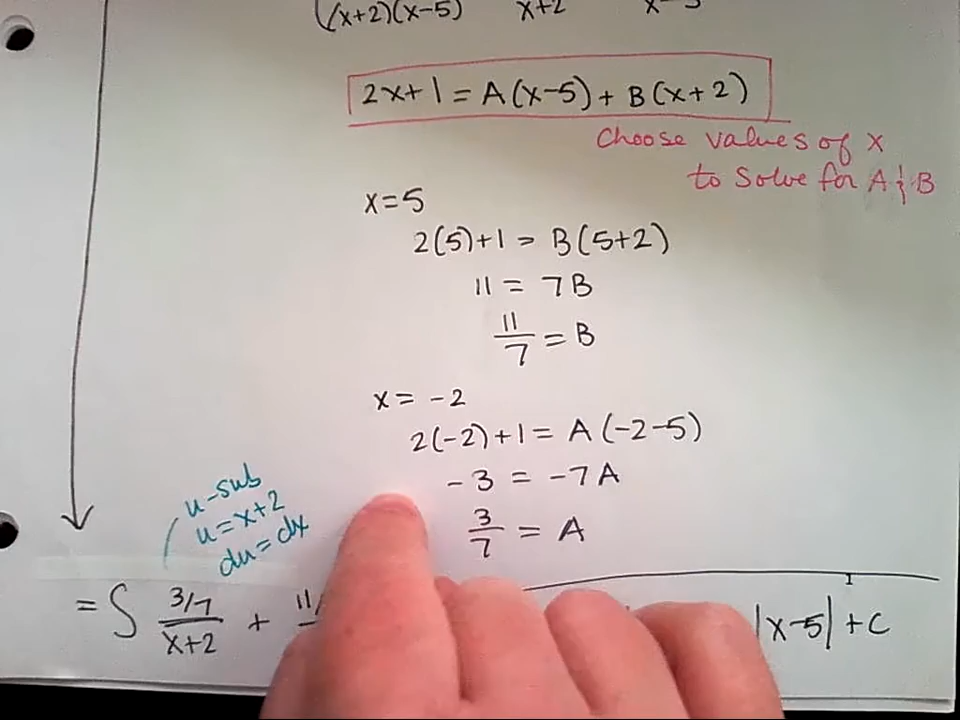 (x+2)(x-5) x+2 x-5
2x+1 = A(x-5) + B(x+2)
Choose values of x
to Solve for A & B
x=5
2(5)+1 = B(5+2)
11 = 7B
11/7 = B
x = -2
2(-2)+1 = A(-2-5)
-3 = -7A
3/7 = A
u-sub
u=x+2
du=dx
= ∫ 3/7 / x+2 + 11/ |x-5| + C